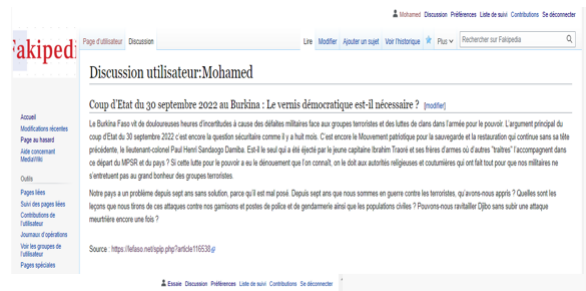 Mohamed Discussion Préférences Liste de suivi Contributions Se déconnecter
Fakipedi
Page d'utilisateur Discussion Lire Modifier Ajouter un sujet Voir l'historique Plus Rechercher sur Fakipedia
Discussion utilisateur:Mohamed
Coup d'Etat du 30 septembre 2022 au Burkina : Le vernis démocratique est-il nécessaire ? [modifier]
Le Burkina Faso vit de douloureuses heures d'incertitudes à cause des défaites militaires face aux groupes terroristes et des luttes de clans dans l'armée pour le pouvoir. L'argument principal du
coup d'Etat du 30 septembre 2022 c'est encore la question sécuritaire comme il y a huit mois. C'est encore le Mouvement patriotique pour la sauvegarde et la restauration qui continue sans sa tête
précédente, le lieutenant-colonel Paul Henri Sandaogo Damiba. Est-il le seul qui a été éjecté par le jeune capitaine Ibrahim Traoré et ses frères d'armes où d'autres "traitres" l'accompagnent dans
ce départ du MPSR et du pays ? Si cette lutte pour le pouvoir a eu le dénouement que l'on connaît, on le doit aux autorités religieuses et coutumières qui ont fait tout pour que nos militaires ne
s'entretuent pas au grand bonheur des groupes terroristes.
Notre pays a un problème depuis sept ans sans solution, parce qu'il est mal posé. Depuis sept ans que nous sommes en guerre contre les terroristes, qu'avons-nous appris ? Quelles sont les
leçons que nous tirons de ces attaques contre nos garnisons et postes de police et de gendarmerie ainsi que les populations civiles ? Pouvons-nous ravitailler Djibo sans subir une attaque
meurtrière encore une fois ?
Source : https://lefaso.net/spip.php?article116538
Accueil
Modifications récentes
Page au hasard
Aide concernant
MediaWiki
Outils
Pages liées
Suivi des pages liées
Contributions de
l'utilisateur
Journaux d'opérations
Voir les groupes de
l'utilisateur
Pages spéciales
Essaie Discussion Préférences Liste de suivi Contributions Se déconnecter